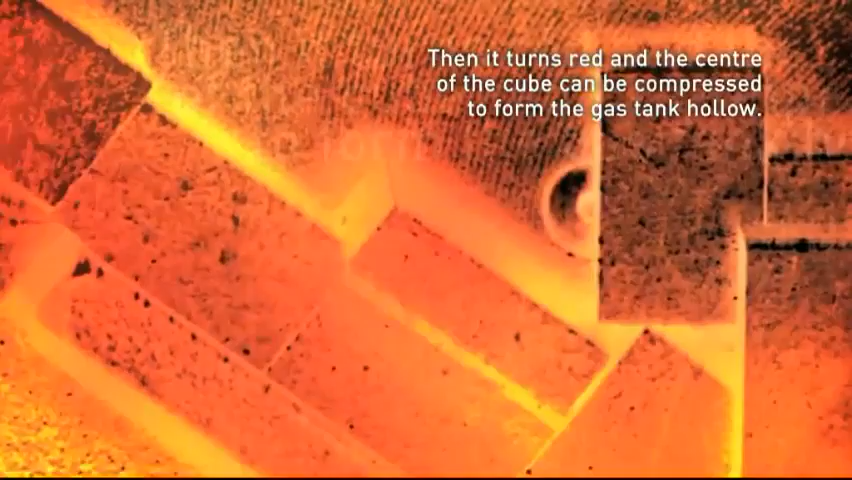 Then it turns red and the centre
of the cube can be compressed
to form the gas tank hollow.